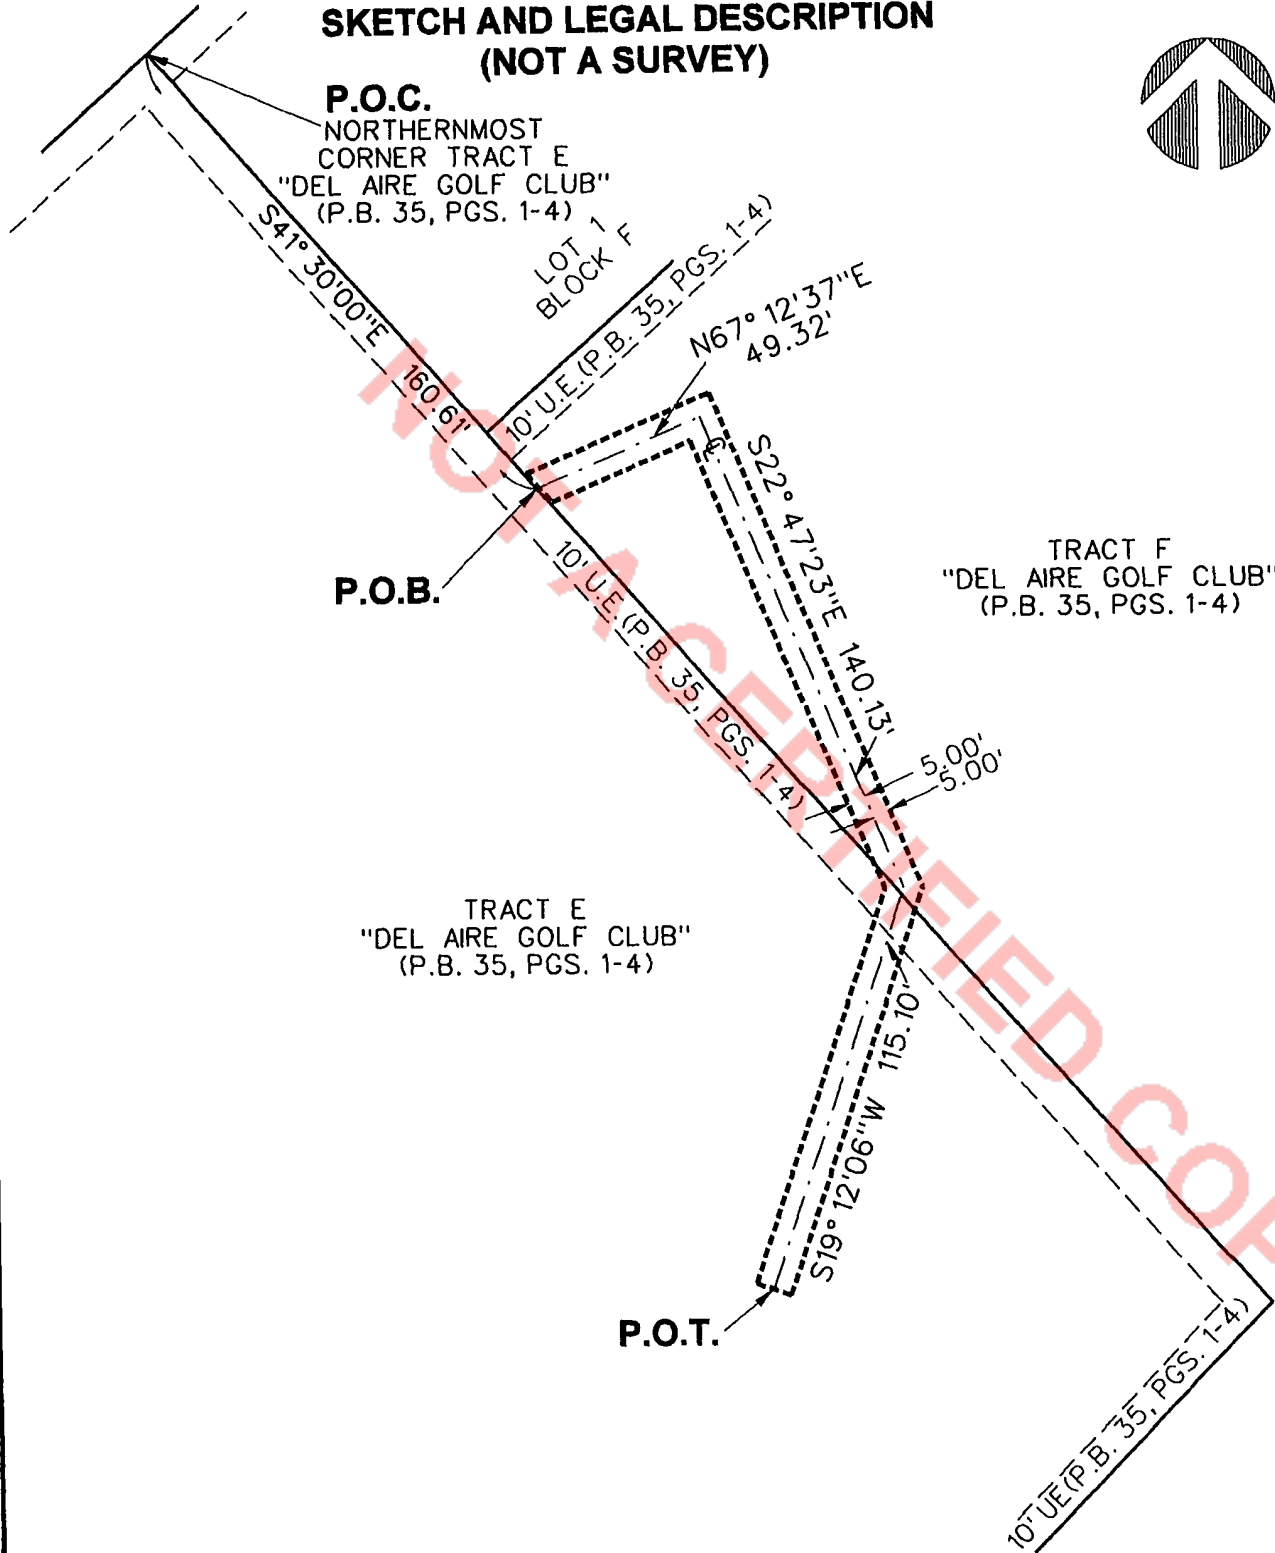 SKETCH AND LEGAL DESCRIPTION
(NOT A SURVEY)
P.O.C.
NORTHERNMOST
CORNER TRACT E
"DEL AIRE GOLF CLUB"
(P.B. 35, PGS. 1-4)
S41° 30'00"E 160.61'
LOT 1
BLOCK F
10' U.E.(P.B. 35, PGS. 1-4)
N67° 12'37"E
49.32'
S22° 47'23"E 140.13'
P.O.B.
10' U.E.(P.B. 35, PGS. 1-4)
TRACT F
"DEL AIRE GOLF CLUB"
(P.B. 35, PGS. 1-4)
5.00'
5.00'
TRACT E
"DEL AIRE GOLF CLUB"
(P.B. 35, PGS. 1-4)
S19° 12'06"W 115.10'
P.O.T.
10' UE(P.B. 35, PGS. 1-4)
NOT A CERTIFIED COP